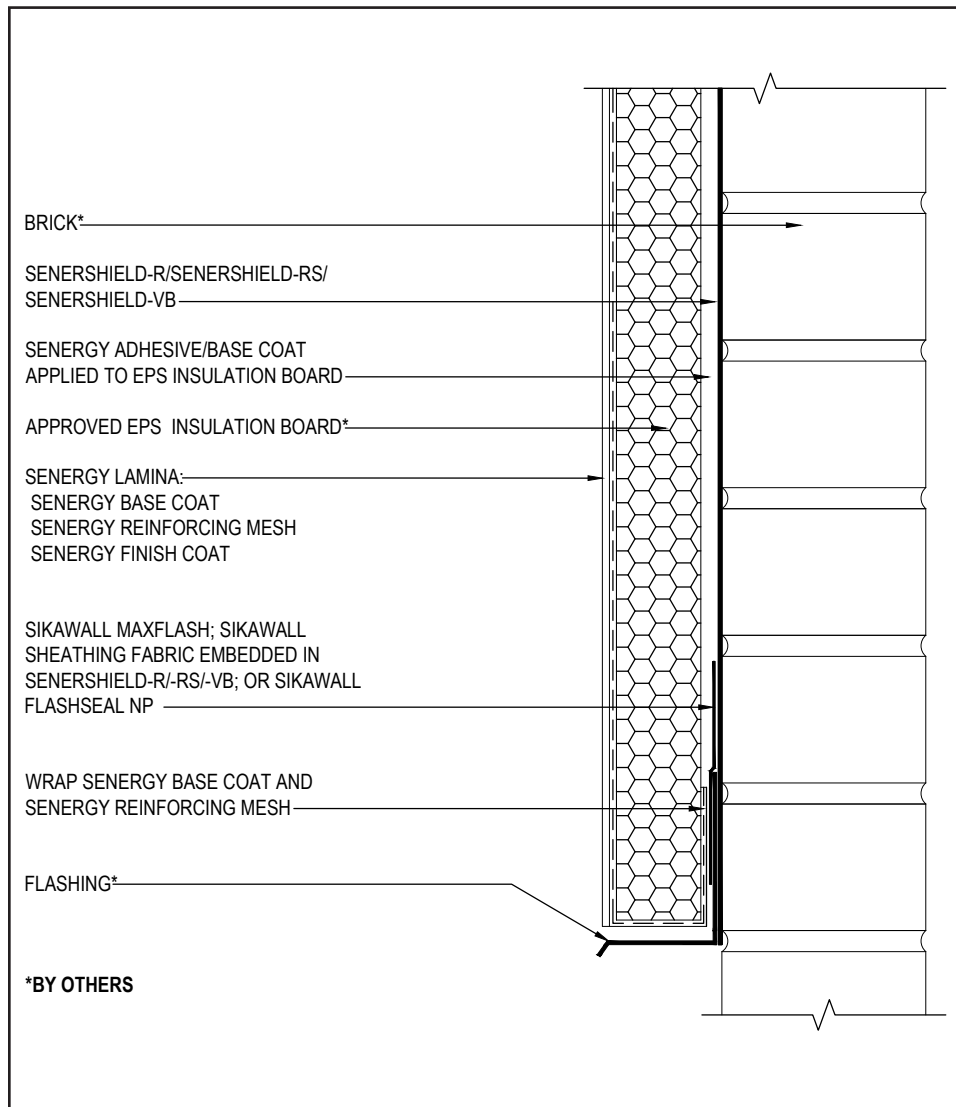 BRICK*
SENERSHIELD-R/SENERSHIELD-RS/
SENERSHIELD-VB
SENERGY ADHESIVE/BASE COAT
APPLIED TO EPS INSULATION BOARD
APPROVED EPS  INSULATION BOARD*
SENERGY LAMINA:
SENERGY BASE COAT
SENERGY REINFORCING MESH
SENERGY FINISH COAT
SIKAWALL MAXFLASH; SIKAWALL
SHEATHING FABRIC EMBEDDED IN
SENERSHIELD-R/-RS/-VB; OR SIKAWALL
FLASHSEAL NP
WRAP SENERGY BASE COAT AND
SENERGY REINFORCING MESH
FLASHING*
*BY OTHERS